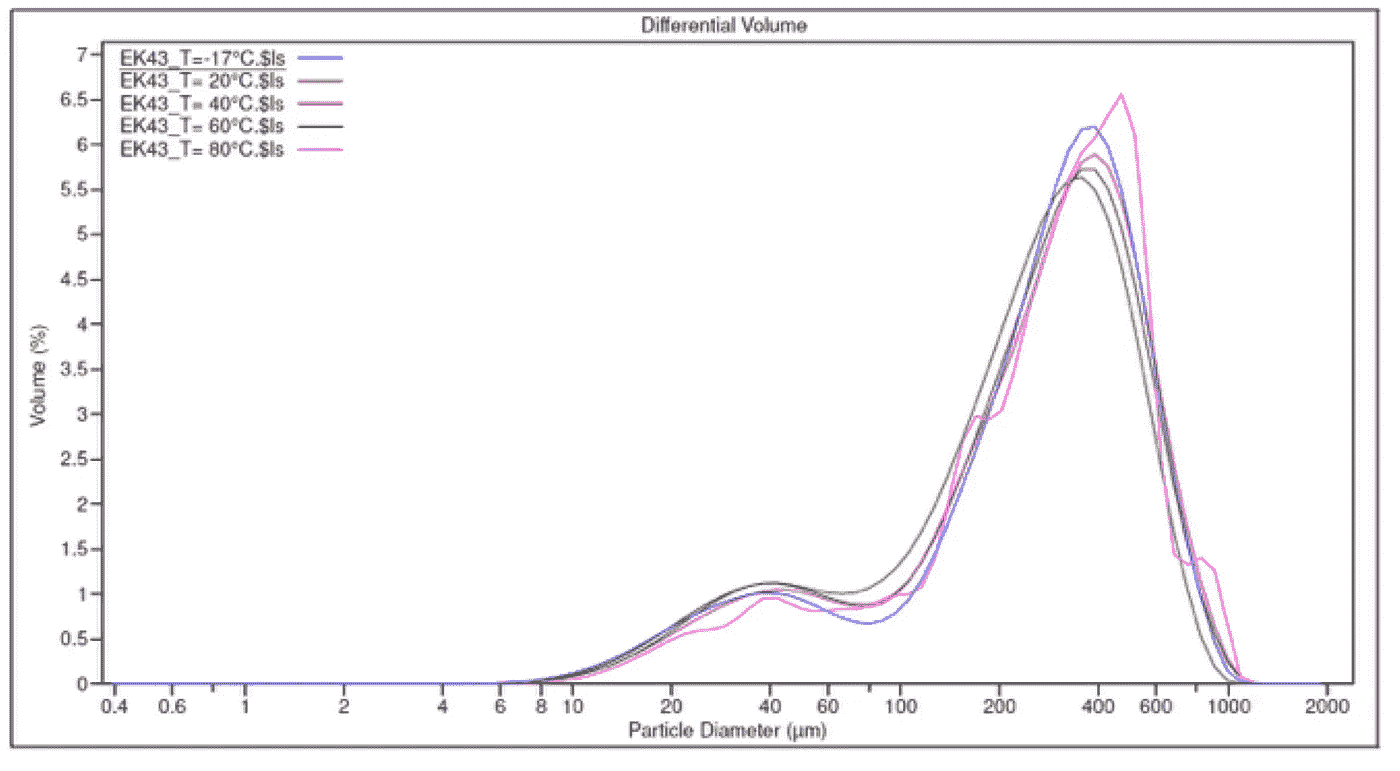 Differential Volume
EK43_T=-17°C.$ls
EK43_T= 20°C.$ls
EK43_T= 40°C.$ls
EK43_T= 60°C.$ls
EK43_T= 80°C.$ls
7
6.5
6
5.5
5
4.5
4
3.5
3
2.5
2
1.5
1
0.5
0
Volume (%)
0.4 0.6 1 2 4 6 8 10 20 40 60 100 200 400 600 1000 2000
Particle Diameter (µm)